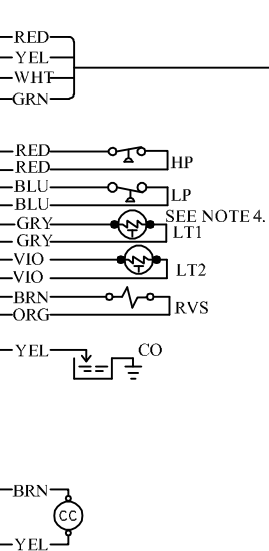 RED
YEL
WHT
GRN
RED
RED HP
BLU
BLU LP
GRY SEE NOTE 4.
GRY LT1
VIO
VIO LT2
BRN
ORG RVS
YEL CO
BRN
CC
YEL